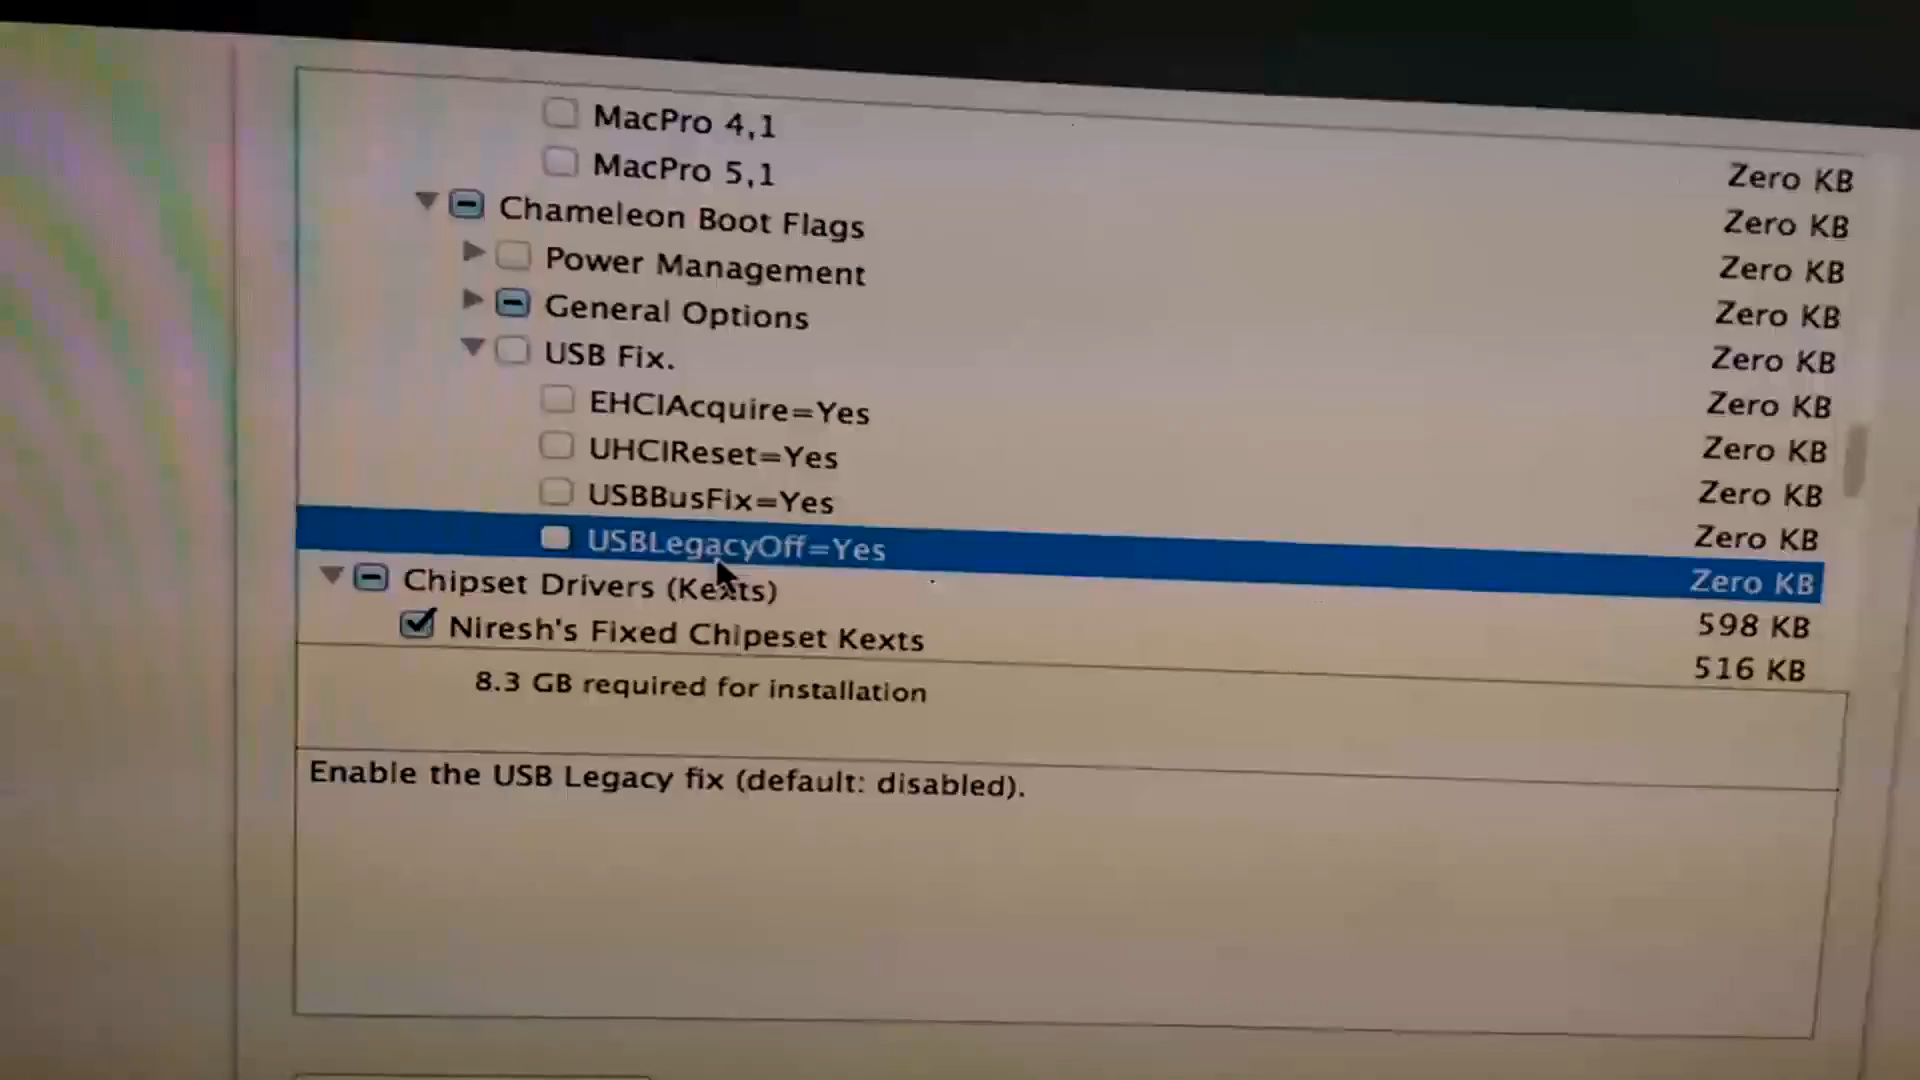 MacPro 4,1
MacPro 5,1 Zero KB
Chameleon Boot Flags Zero KB
Power Management Zero KB
General Options Zero KB
USB Fix. Zero KB
EHCIAcquire=Yes Zero KB
UHCIReset=Yes Zero KB
USBBusFix=Yes Zero KB
USBLegacyOff=Yes Zero KB
Chipset Drivers (Kexts) Zero KB
Niresh's Fixed Chipeset Kexts 598 KB
516 KB
8.3 GB required for installation
Enable the USB Legacy fix (default: disabled).